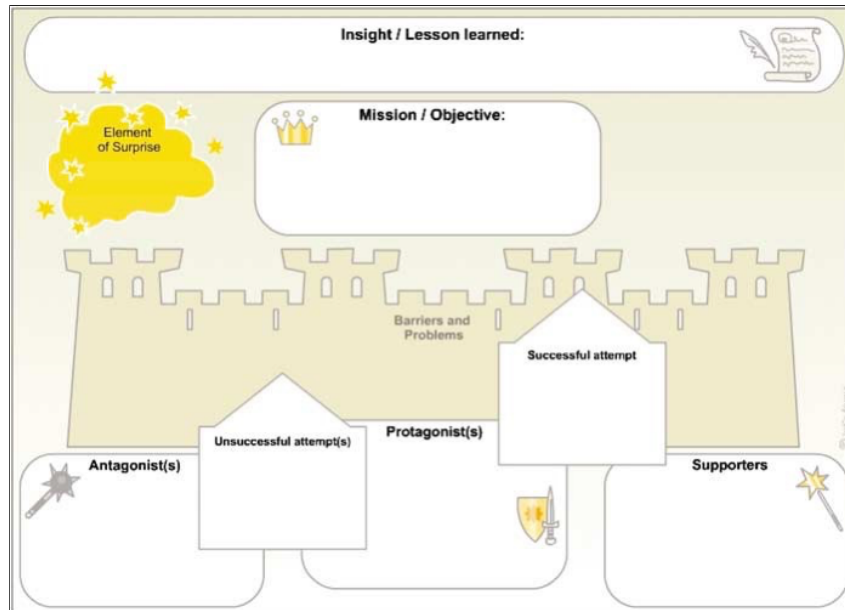 Insight / Lesson learned:
Element
of Surprise
Mission / Objective:
Barriers and
Problems
Successful attempt
Unsuccessful attempt(s)
Protagonist(s)
Antagonist(s)
Supporters